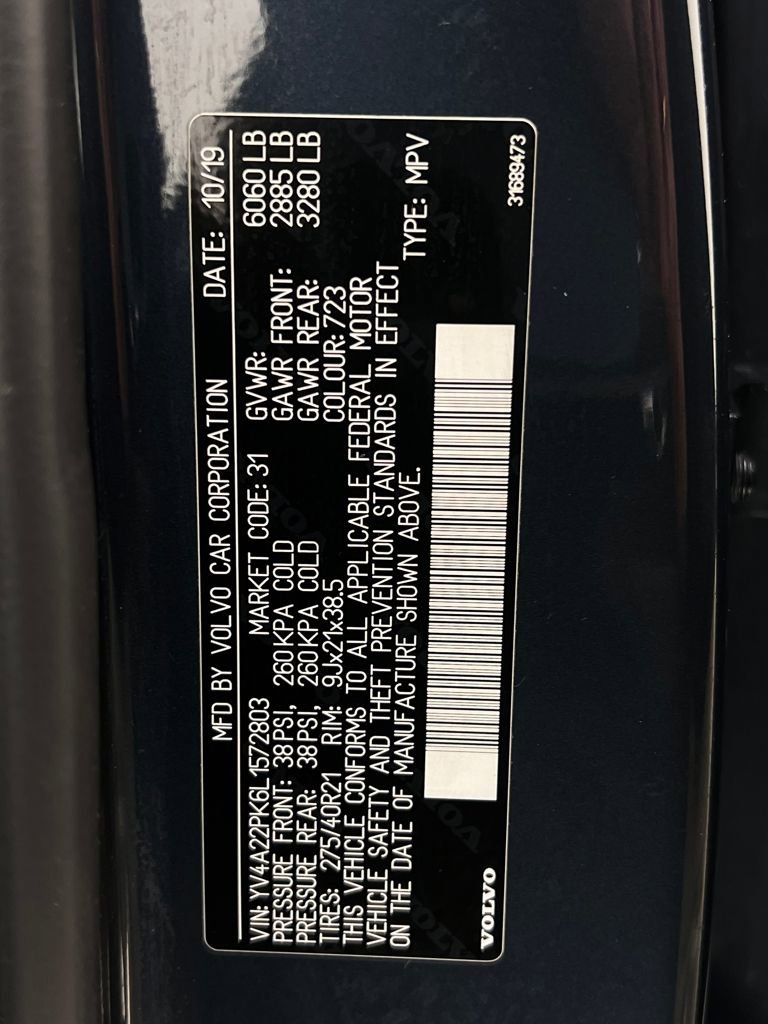 MFD BY VOLVO CAR CORPORATION DATE: 10/19
VIN: YV4A22PK6L1572803 MARKET CODE: 31 GVWR: 6060 LB
PRESSURE FRONT: 38PSI, 260KPA COLD GAWR FRONT: 2885 LB
PRESSURE REAR: 38PSI, 260KPA COLD GAWR REAR: 3280 LB
TIRES: 275/40R21 RIM: 9Jx21x38.5 COLOUR: 723
THIS VEHICLE CONFORMS TO ALL APPLICABLE FEDERAL MOTOR
VEHICLE SAFETY AND THEFT PREVENTION STANDARDS IN EFFECT
ON THE DATE OF MANUFACTURE SHOWN ABOVE. TYPE: MPV
VOLVO 31689473